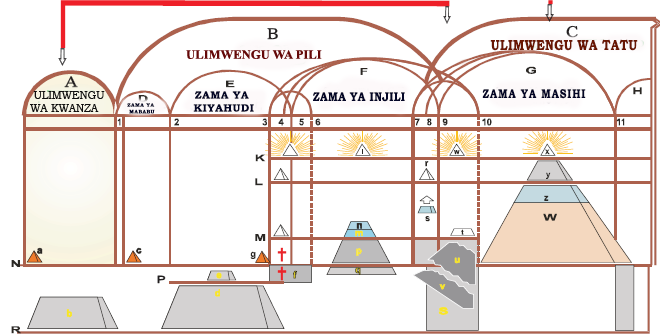 A
ULIMWENGU
WA KWANZA
B
ULIMWENGU WA PILI
C
ULIMWENGU WA TATU
D
ZAMA YA
MABABU
E
ZAMA YA
KIYAHUDI
F
ZAMA YA INJILI
G
ZAMA YA MASIHI
H
1 2 3 4 5 6 7 8 9 10 11
K
i w x
L
r
y
z
s
W
M
n
m
t
N
a c g
p
u
P
f
q
v
R